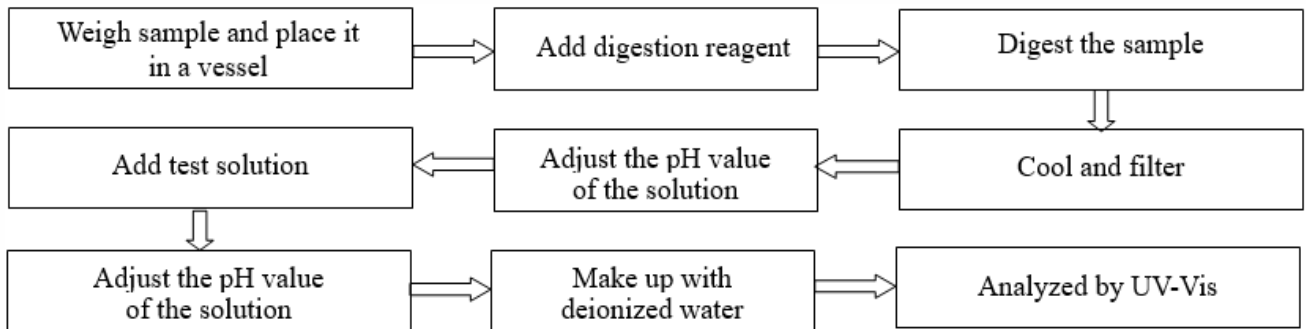 Weigh sample and place it
in a vessel
Add digestion reagent
Digest the sample
Cool and filter
Adjust the pH value
of the solution
Add test solution
Adjust the pH value
of the solution
Make up with
deionized water
Analyzed by UV-Vis